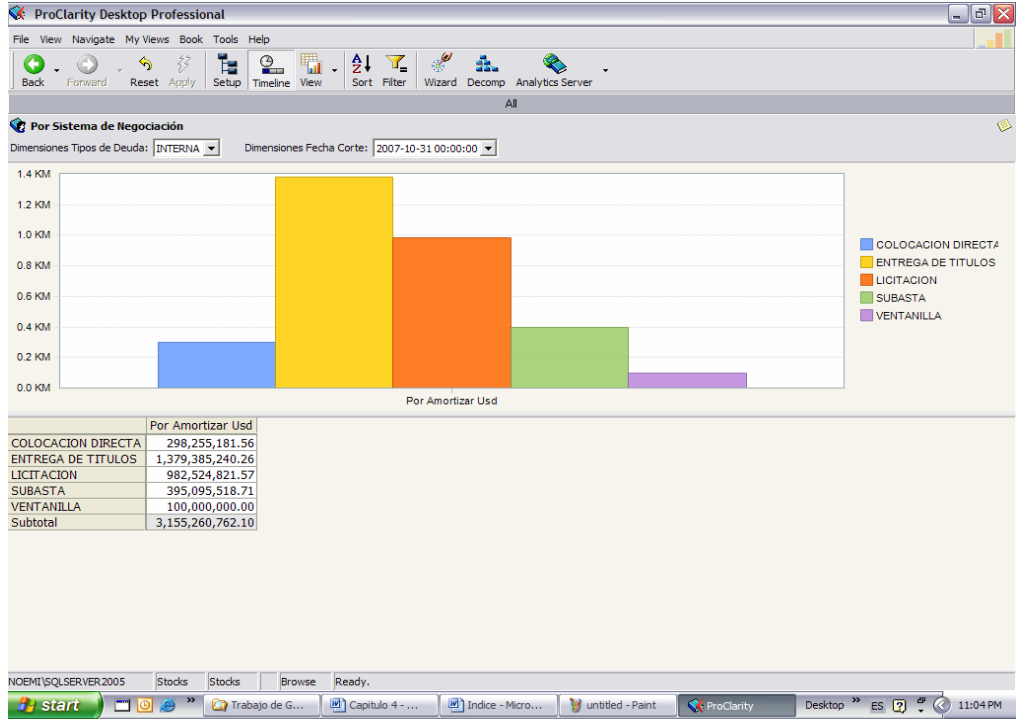 ProClarity Desktop Professional
File View Navigate My Views Book Tools Help
Back Forward Reset Apply Setup Timeline View Sort Filter Wizard Decomp Analytics Server
All
Por Sistema de Negociación
Dimensiones Tipos de Deuda: INTERNA Dimensiones Fecha Corte: 2007-10-31 00:00:00
1.4 KM
1.2 KM
1.0 KM
0.8 KM
0.6 KM
0.4 KM
0.2 KM
0.0 KM
Por Amortizar Usd
COLOCACION DIRECTA
ENTREGA DE TITULOS
LICITACION
SUBASTA
VENTANILLA
Por Amortizar Usd
COLOCACION DIRECTA 298,255,181.56
ENTREGA DE TITULOS 1,379,385,240.26
LICITACION 982,524,821.57
SUBASTA 395,095,518.71
VENTANILLA 100,000,000.00
Subtotal 3,155,260,762.10
NOEMI\SQLSERVER2005 Stocks Stocks Browse Ready.
start Trabajo de G... Capitulo 4 - ... Indice - Micro... untitled - Paint ProClarity Desktop ES 11:04 PM